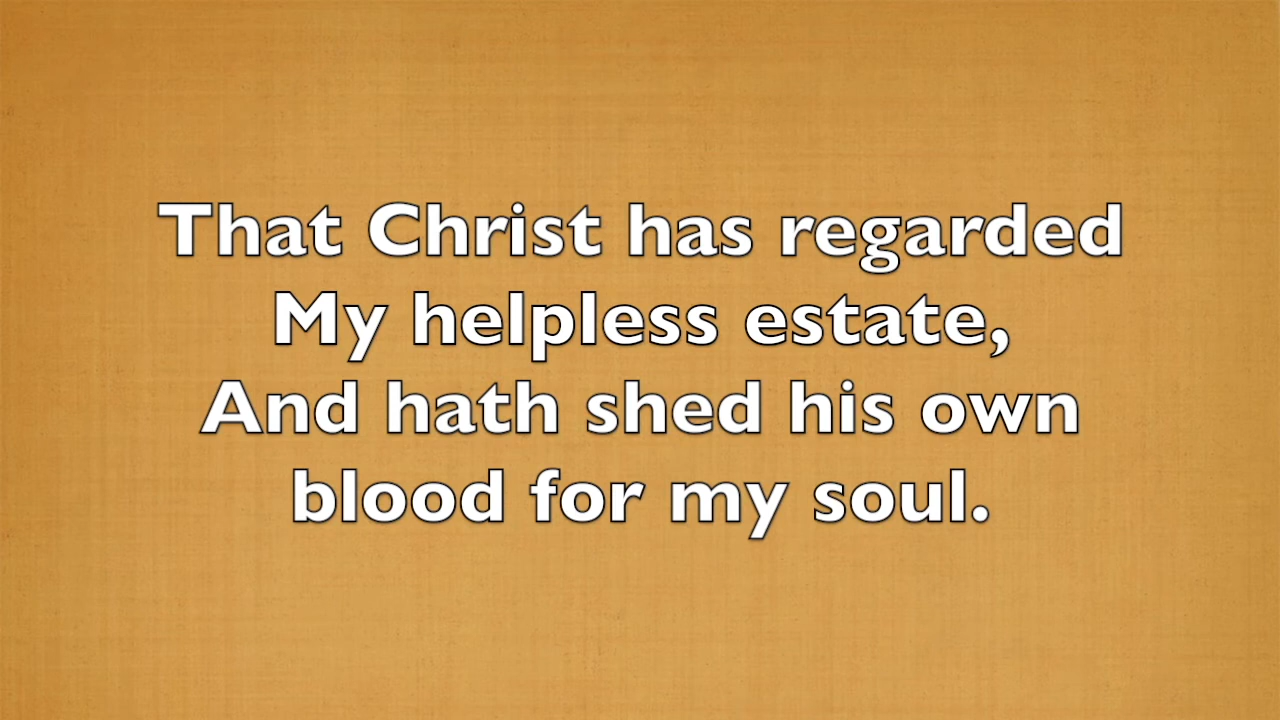 That Christ has regarded
My helpless estate,
And hath shed his own
blood for my soul.